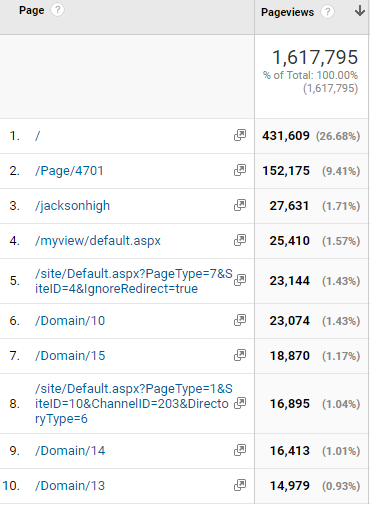 Page ? Pageviews ?
1,617,795
% of Total: 100.00%
(1,617,795)
1. / 431,609 (26.68%)
2. /Page/4701 152,175 (9.41%)
3. /jacksonhigh 27,631 (1.71%)
4. /myview/default.aspx 25,410 (1.57%)
5. /site/Default.aspx?PageType=7&S 23,144 (1.43%)
iteID=4&IgnoreRedirect=true
6. /Domain/10 23,074 (1.43%)
7. /Domain/15 18,870 (1.17%)
/site/Default.aspx?PageType=1&S
8. iteID=10&ChannelID=203&Directo 16,895 (1.04%)
ryType=6
9. /Domain/14 16,413 (1.01%)
10. /Domain/13 14,979 (0.93%)